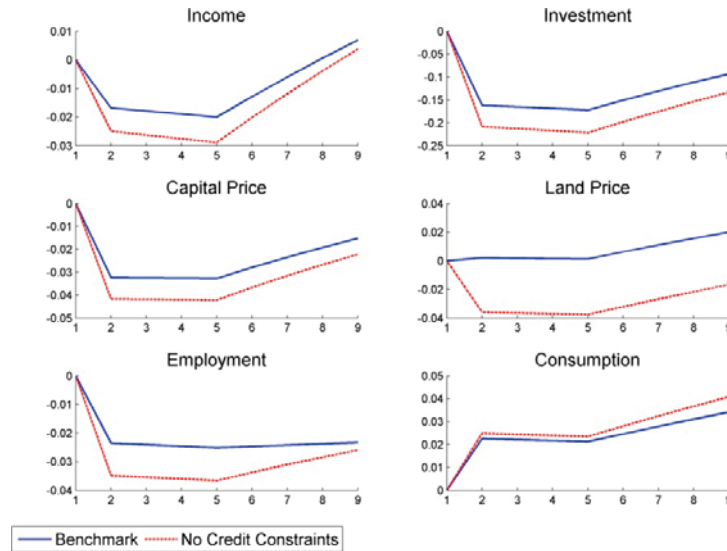 Income
0.01
0
-0.01
-0.02
-0.03
1 2 3 4 5 6 7 8 9
Investment
0
-0.05
-0.1
-0.15
-0.2
-0.25
1 2 3 4 5 6 7 8 9
Capital Price
0
-0.01
-0.02
-0.03
-0.04
-0.05
1 2 3 4 5 6 7 8 9
Land Price
0.04
0.02
0
-0.02
-0.04
1 2 3 4 5 6 7 8 9
Employment
0
-0.01
-0.02
-0.03
-0.04
1 2 3 4 5 6 7 8 9
Consumption
0.05
0.04
0.03
0.02
0.01
0
1 2 3 4 5 6 7 8 9
Benchmark No Credit Constraints